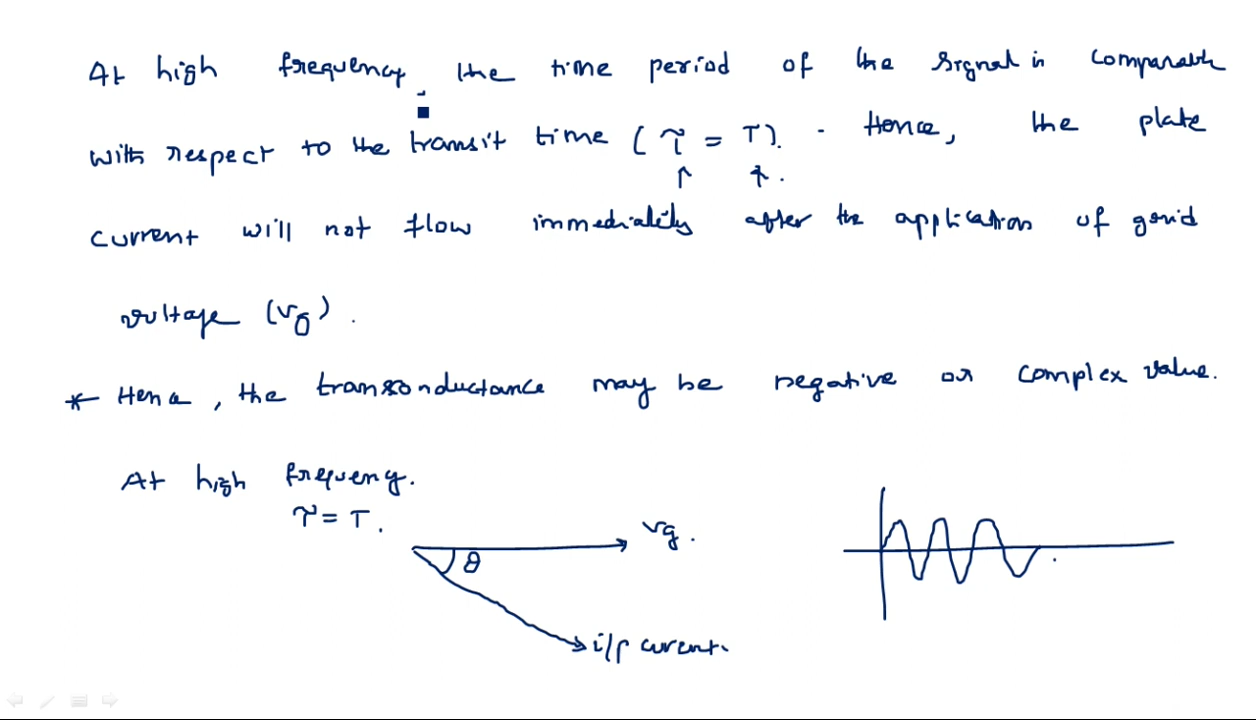 At high frequency, the time period of the signal is comparable
with respect to the transit time (τ = T). Hence, the plate
current will not flow immediately after the application of grid
voltage (Vg).
* Hence, the transconductance may be negative or complex value.
At high frequency.
τ = T.
Vg.
θ
i/p current.